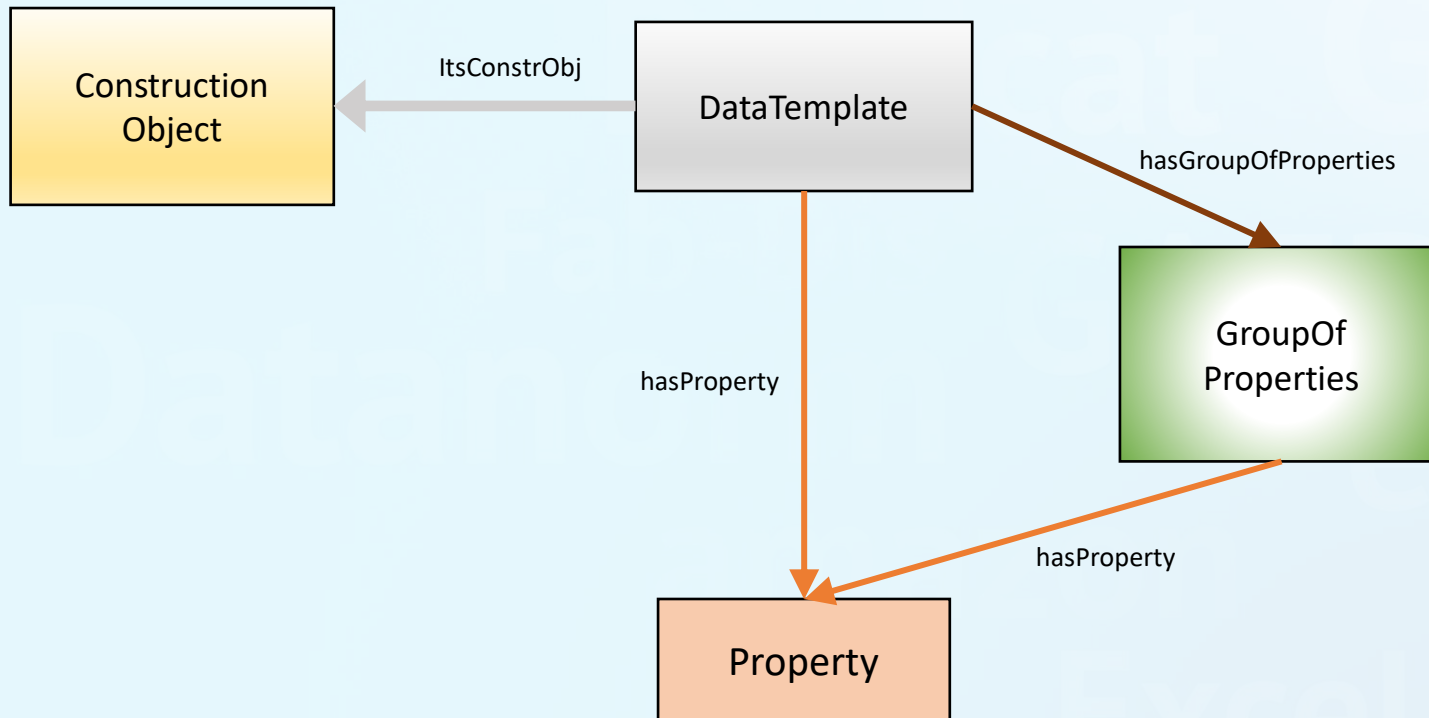 Construction
Object
ItsConstrObj
DataTemplate
hasGroupOfProperties
GroupOf
Properties
hasProperty
hasProperty
Property